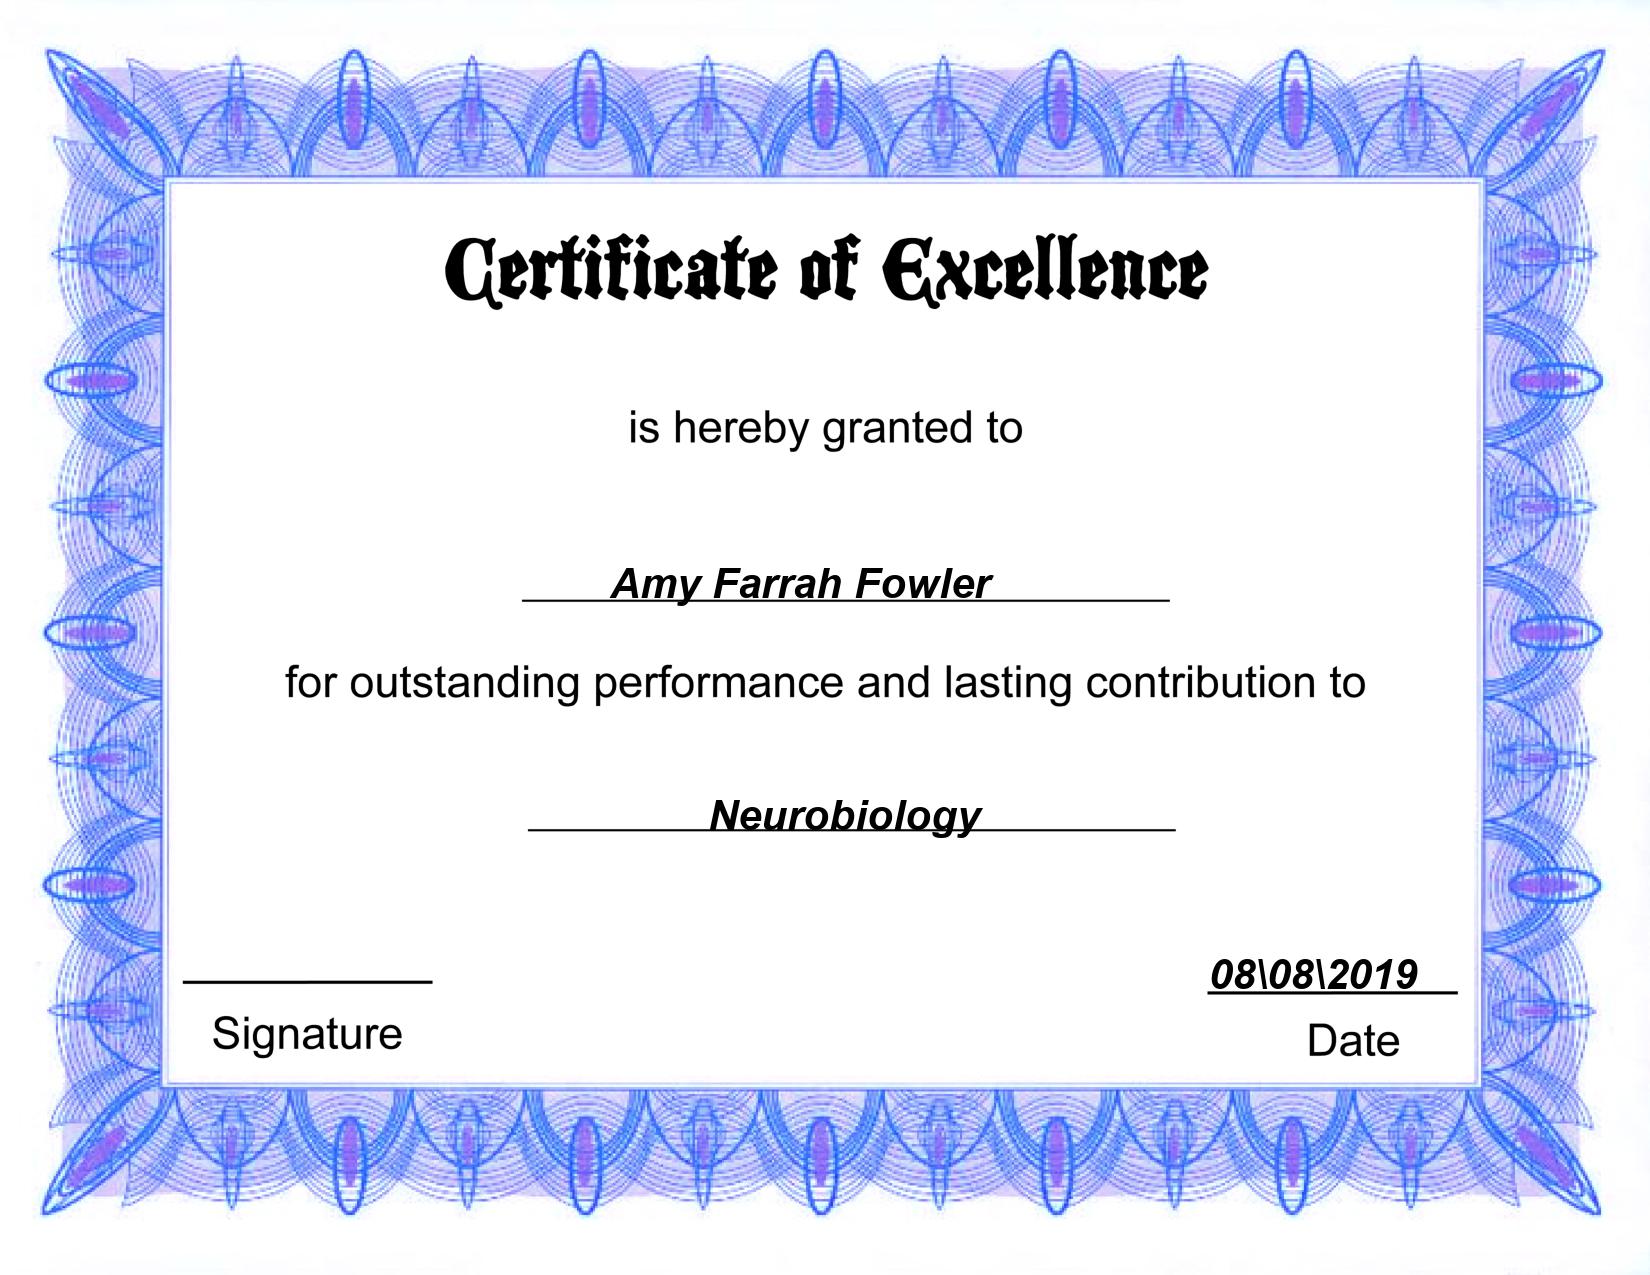 Certificate of Excellence
is hereby granted to
Amy Farrah Fowler
for outstanding performance and lasting contribution to
Neurobiology
08\08\2019
Signature
Date